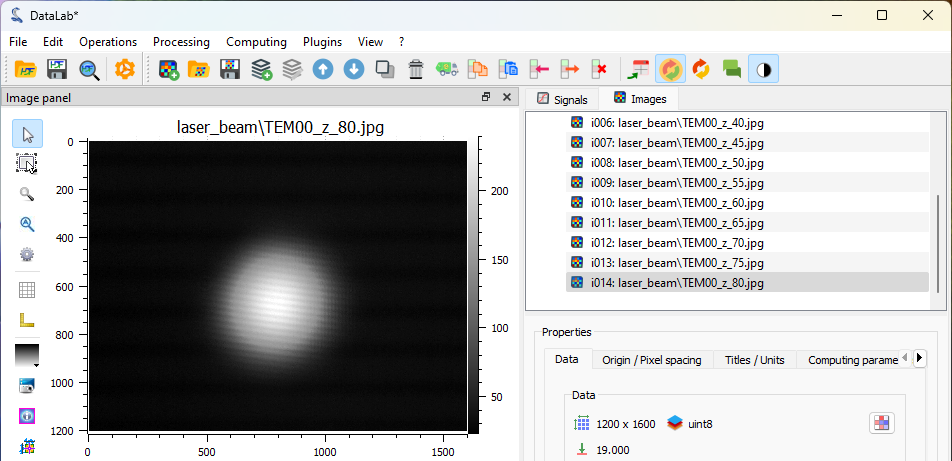 DataLab*
File Edit Operations Processing Computing Plugins View ?
Image panel
laser_beam\TEM00_z_80.jpg
0
200
400
600
800
1000
1200
0 500 1000 1500
200
150
100
50
Signals Images
i006: laser_beam\TEM00_z_40.jpg
i007: laser_beam\TEM00_z_45.jpg
i008: laser_beam\TEM00_z_50.jpg
i009: laser_beam\TEM00_z_55.jpg
i010: laser_beam\TEM00_z_60.jpg
i011: laser_beam\TEM00_z_65.jpg
i012: laser_beam\TEM00_z_70.jpg
i013: laser_beam\TEM00_z_75.jpg
i014: laser_beam\TEM00_z_80.jpg
Properties
Data Origin / Pixel spacing Titles / Units Computing parame
Data
1200 x 1600 uint8
19.000